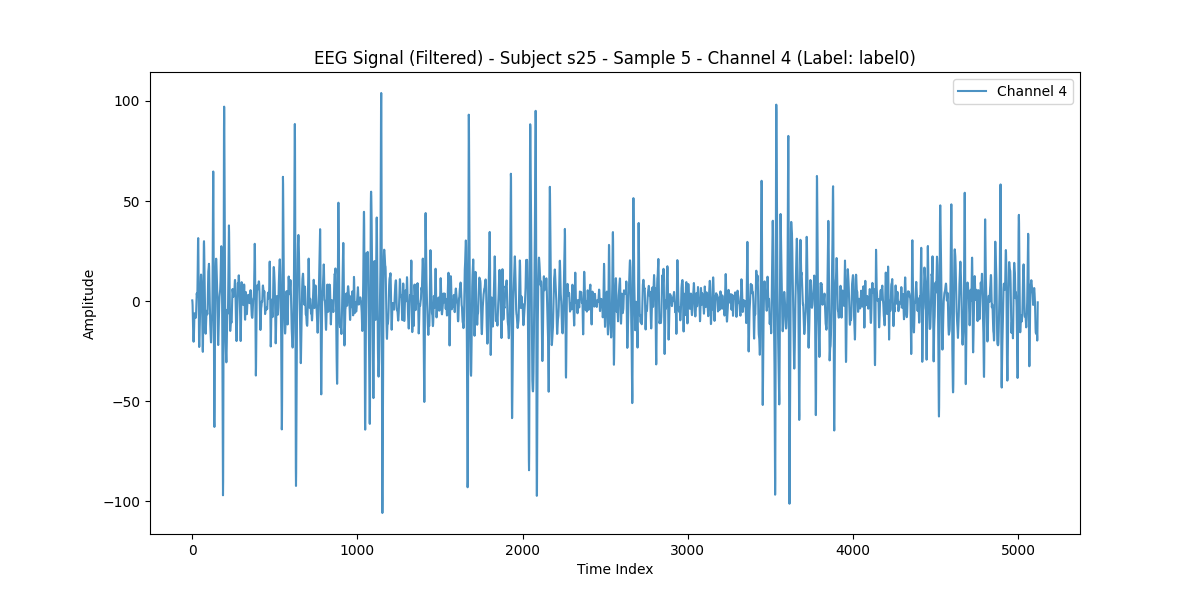 EEG Signal (Filtered) - Subject s25 - Sample 5 - Channel 4 (Label: label0)
Channel 4
100
50
0
−50
−100
Amplitude
0 1000 2000 3000 4000 5000
Time Index